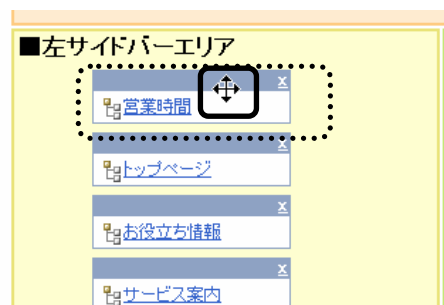 ■左サイドバーエリア
x
営業時間
x
トップページ
x
お役立ち情報
x
サービス案内